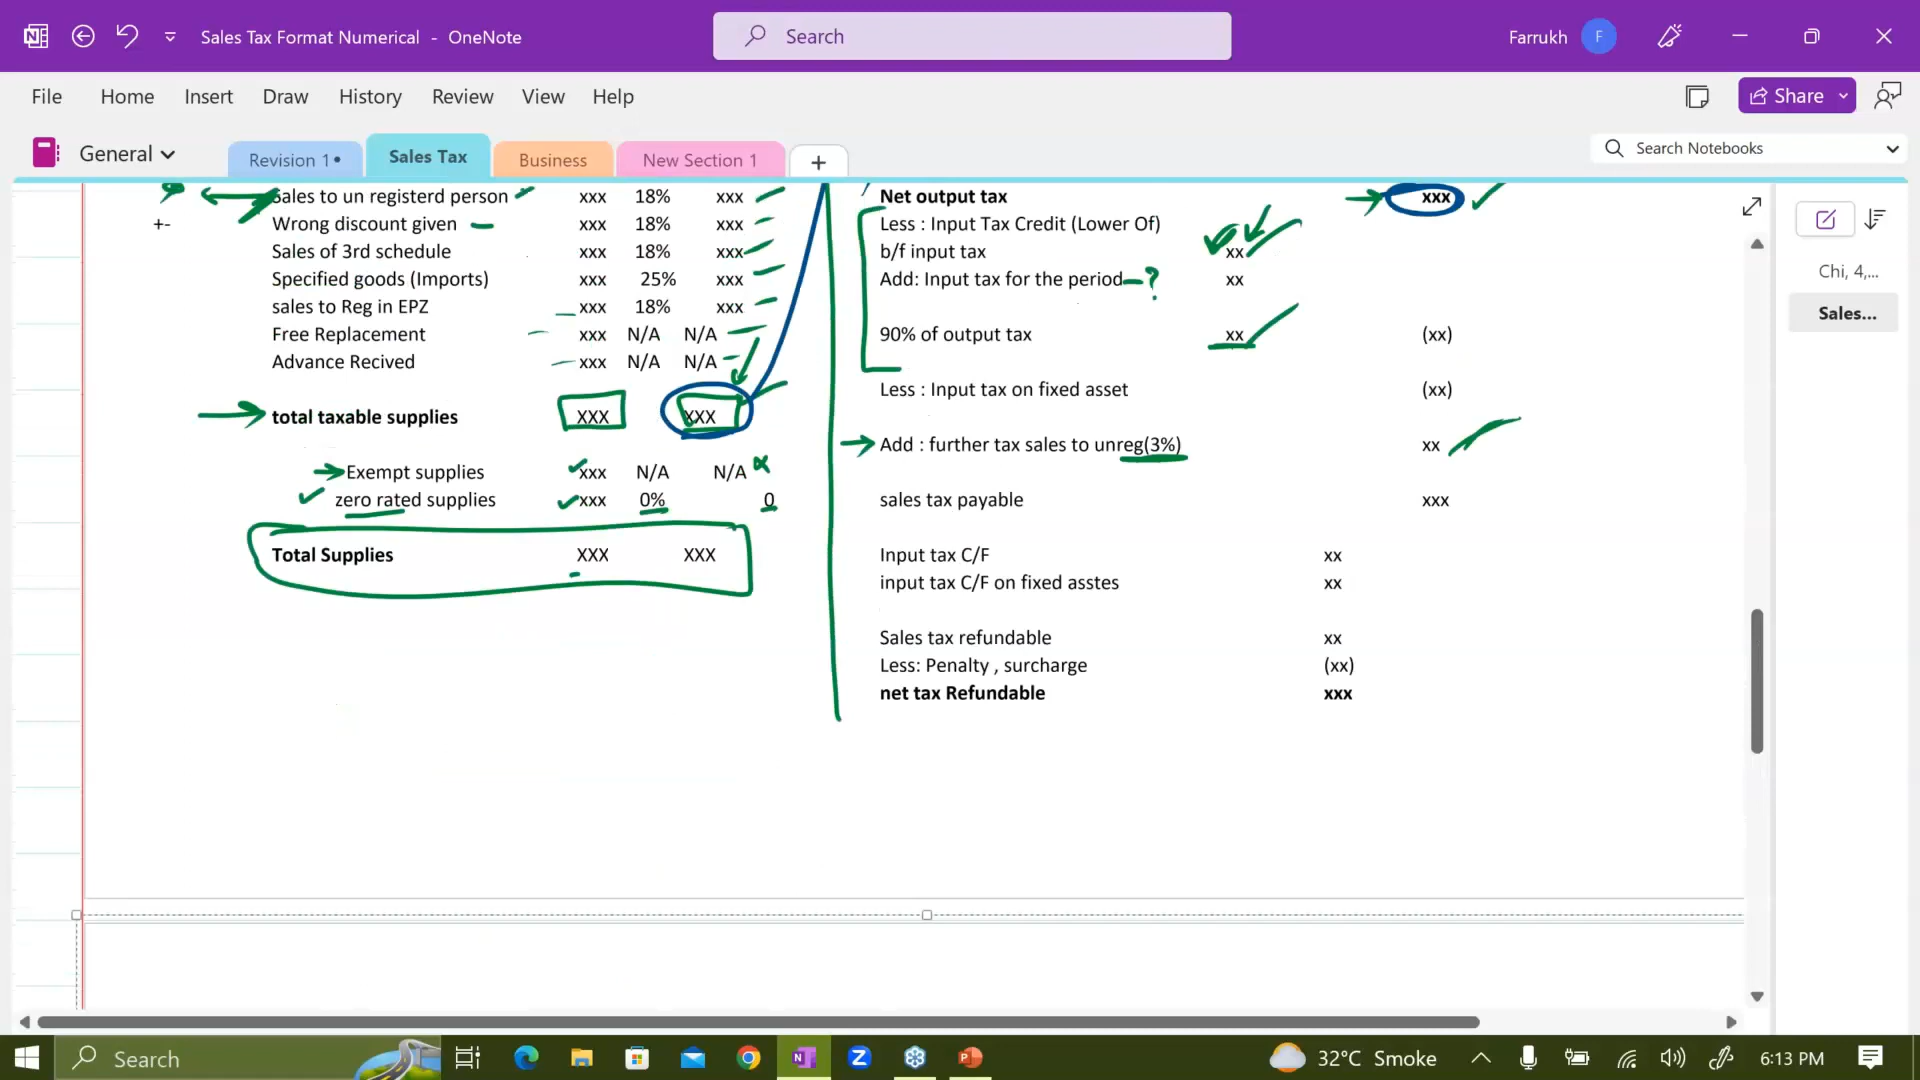 Sales Tax Format Numerical - OneNote
Search
Farrukh
F
File Home Insert Draw History Review View Help
Share
General
Revision 1
Sales Tax
Business
New Section 1
+
Search Notebooks
Sales to un registerd person xxx 18% xxx
+- Wrong discount given xxx 18% xxx
Sales of 3rd schedule xxx 18% xxx
Specified goods (Imports) xxx 25% xxx
sales to Reg in EPZ xxx 18% xxx
Free Replacement xxx N/A N/A
Advance Recived xxx N/A N/A
total taxable supplies XXX XXX
Exempt supplies xxx N/A N/A
zero rated supplies xxx 0% 0
Total Supplies XXX XXX
Net output tax xxx
Less : Input Tax Credit (Lower Of)
b/f input tax xx
Add: Input tax for the period ? xx
90% of output tax xx (xx)
Less : Input tax on fixed asset (xx)
Add : further tax sales to unreg(3%) xx
sales tax payable xxx
Input tax C/F xx
input tax C/F on fixed asstes xx
Sales tax refundable xx
Less: Penalty , surcharge (xx)
net tax Refundable xxx
Chi, 4,...
Sales...
Search
32°C Smoke
6:13 PM